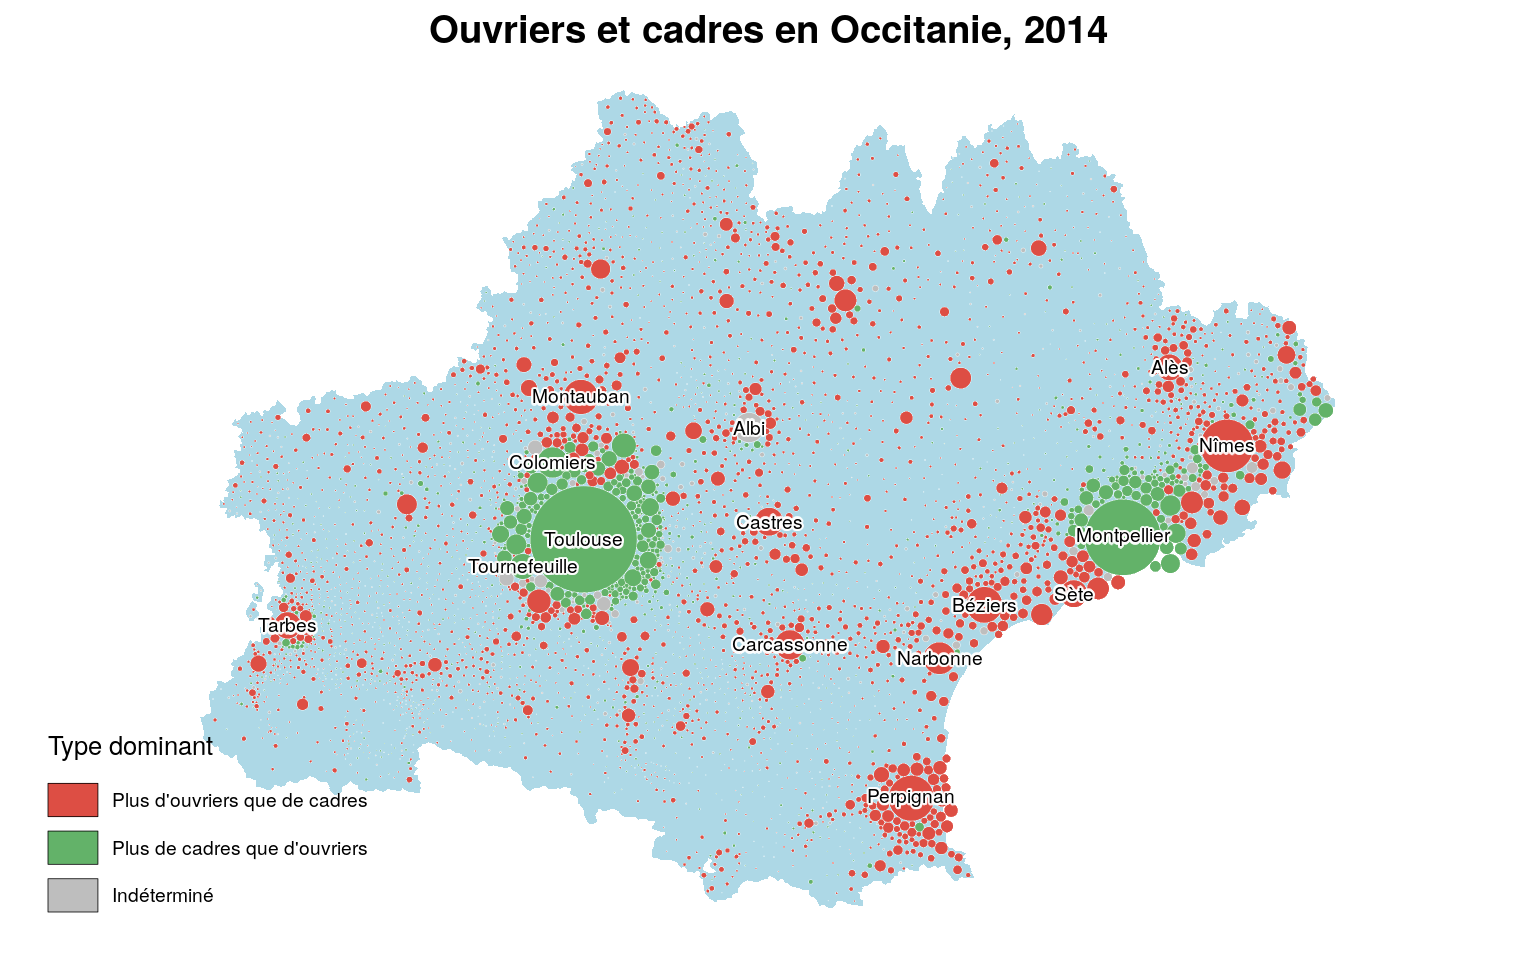 Ouvriers et cadres en Occitanie, 2014
Alès
Montauban
Albi
Nîmes
Colomiers
Castres
Toulouse
Montpellier
Tournefeuille
Sète
Béziers
Tarbes
Carcassonne
Narbonne
Perpignan
Type dominant
Plus d'ouvriers que de cadres
Plus de cadres que d'ouvriers
Indéterminé